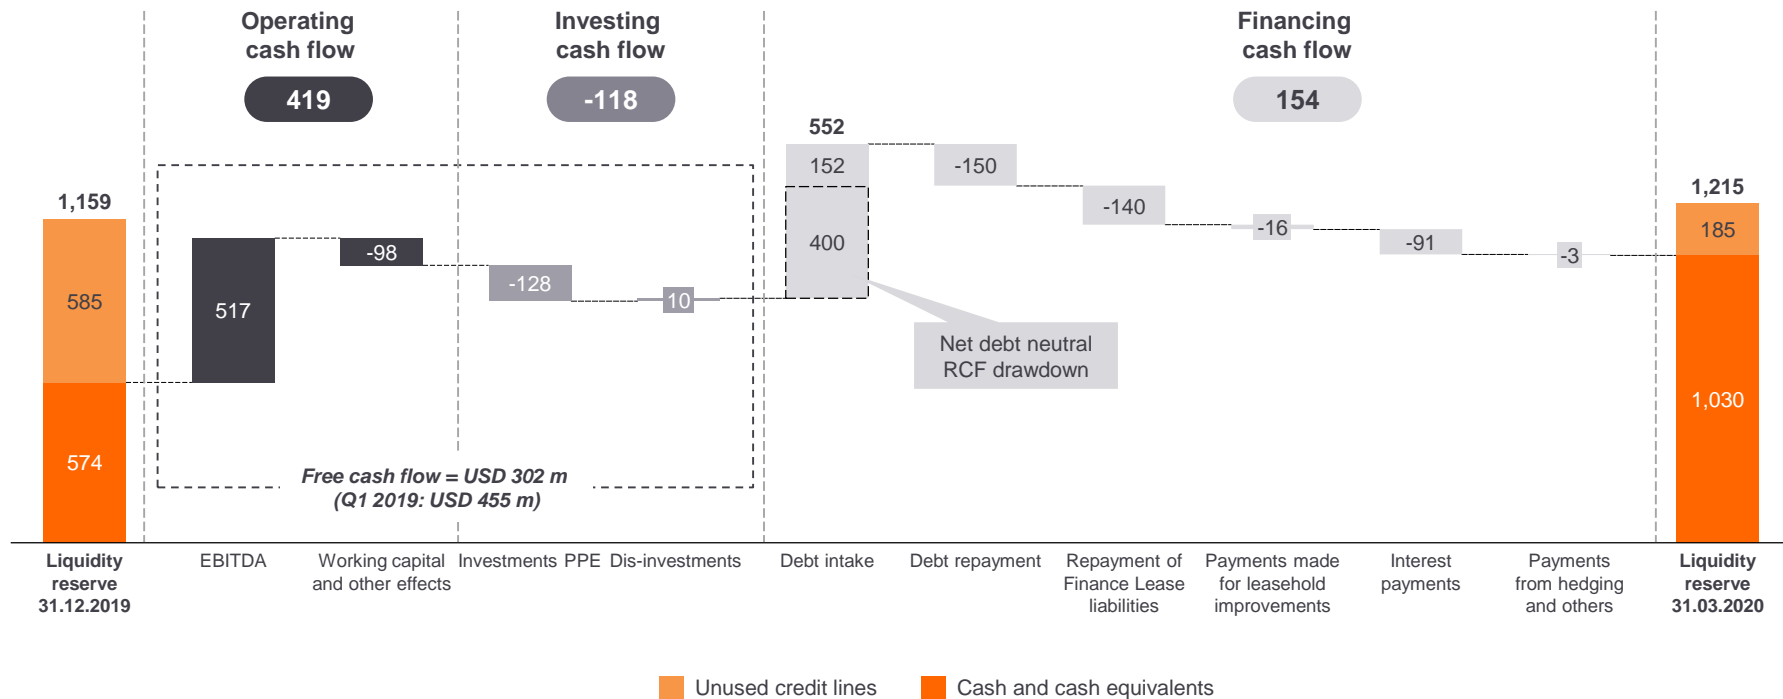 Operating
cash flow
419
Investing
cash flow
-118
Financing
cash flow
154
1,159
585
574
517
-98
-128
10
552
152
400
-150
-140
-16
-91
-3
1,215
185
1,030
Net debt neutral
RCF drawdown
Free cash flow = USD 302 m
(Q1 2019: USD 455 m)
Liquidity
reserve
31.12.2019
EBITDA
Working capital
and other effects
Investments PPE
Dis-investments
Debt intake
Debt repayment
Repayment of
Finance Lease
liabilities
Payments made
for leasehold
improvements
Interest
payments
Payments
from hedging
and others
Liquidity
reserve
31.03.2020
Unused credit lines
Cash and cash equivalents